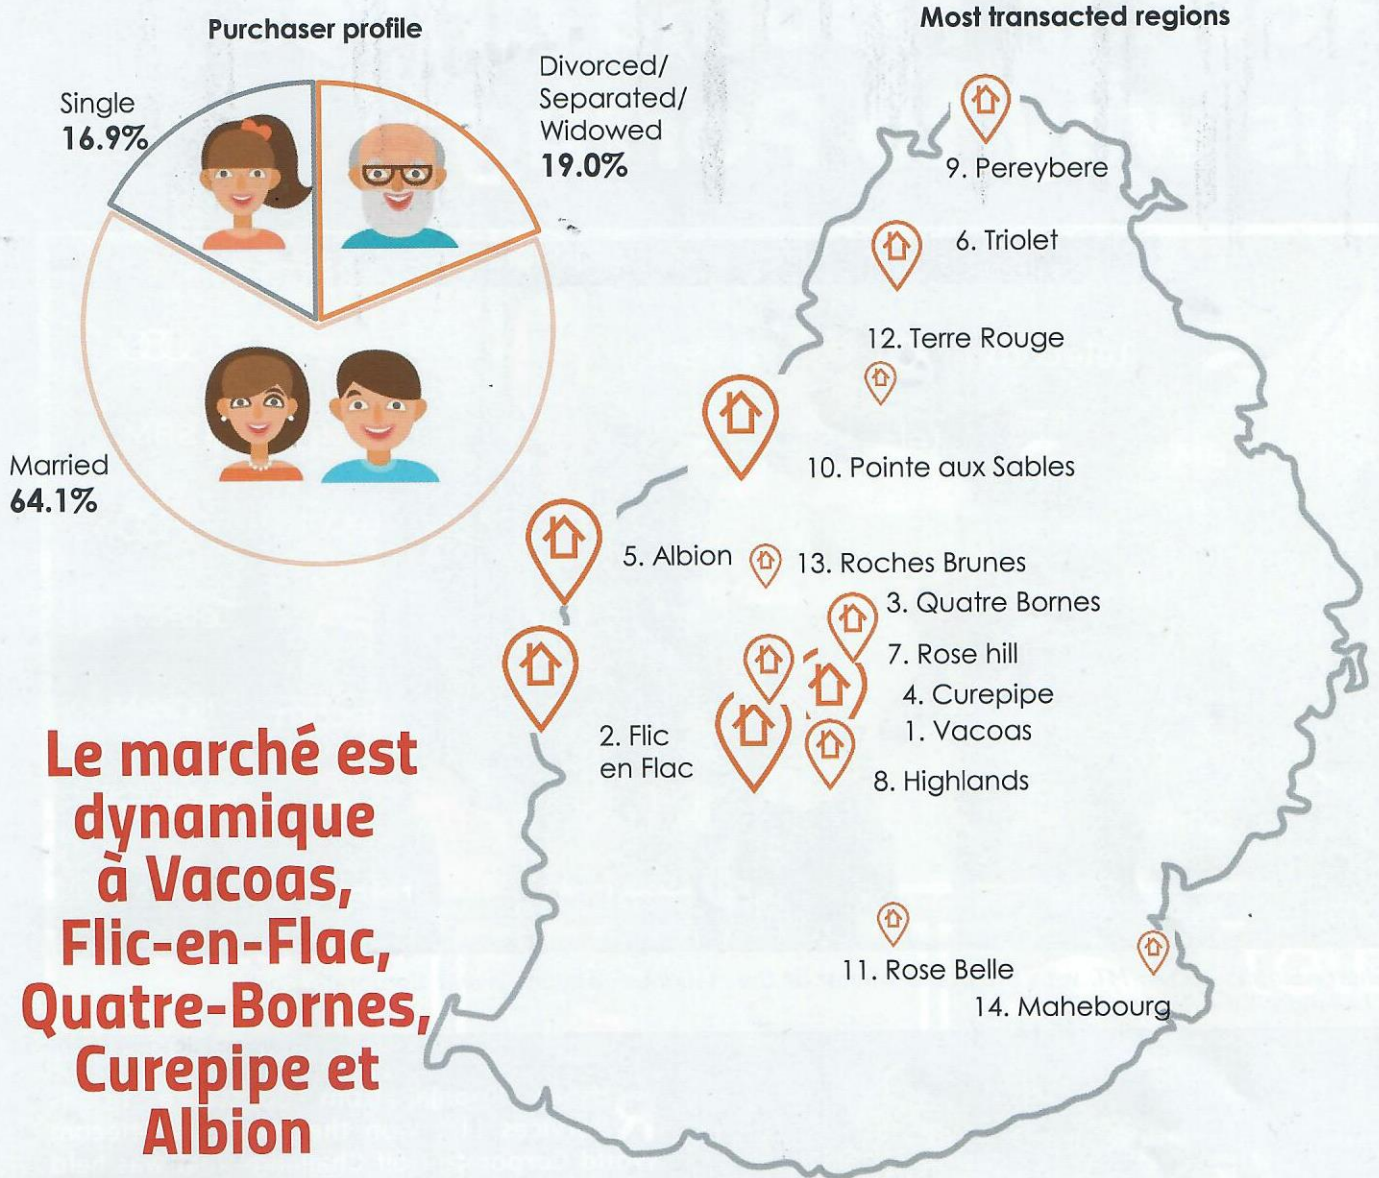 Purchaser profile
Single
16.9%
Divorced/
Separated/
Widowed
19.0%
Married
64.1%
Most transacted regions
9. Pereybere
6. Triolet
12. Terre Rouge
10. Pointe aux Sables
5. Albion
13. Roches Brunes
3. Quatre Bornes
7. Rose hill
4. Curepipe
1. Vacoas
2. Flic
en Flac
8. Highlands
11. Rose Belle
14. Mahebourg
Le marché est
dynamique
à Vacoas,
Flic-en-Flac,
Quatre-Bornes,
Curepipe et
Albion